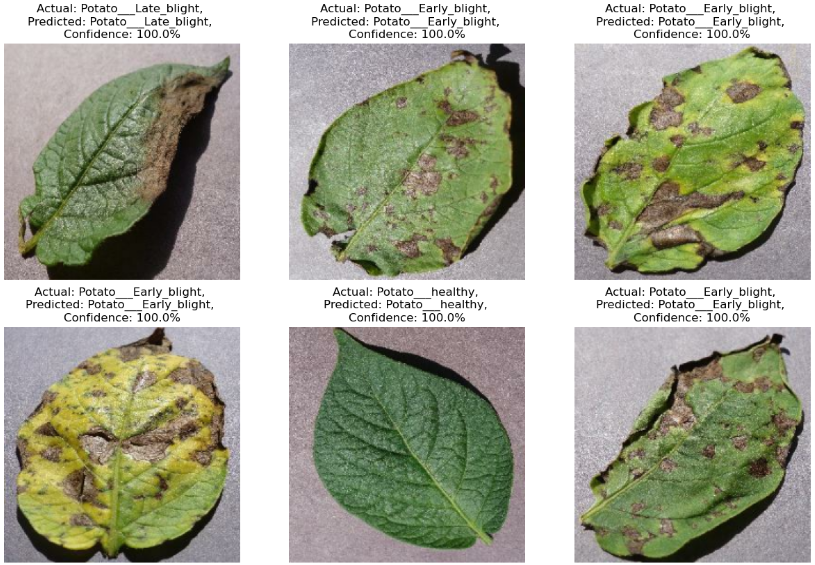 Actual: Potato___Late_blight,
Predicted: Potato___Late_blight,
Confidence: 100.0%
Actual: Potato___Early_blight,
Predicted: Potato___Early_blight,
Confidence: 100.0%
Actual: Potato___Early_blight,
Predicted: Potato___Early_blight,
Confidence: 100.0%
Actual: Potato___Early_blight,
Predicted: Potato___Early_blight,
Confidence: 100.0%
Actual: Potato___healthy,
Predicted: Potato___healthy,
Confidence: 100.0%
Actual: Potato___Early_blight,
Predicted: Potato___Early_blight,
Confidence: 100.0%